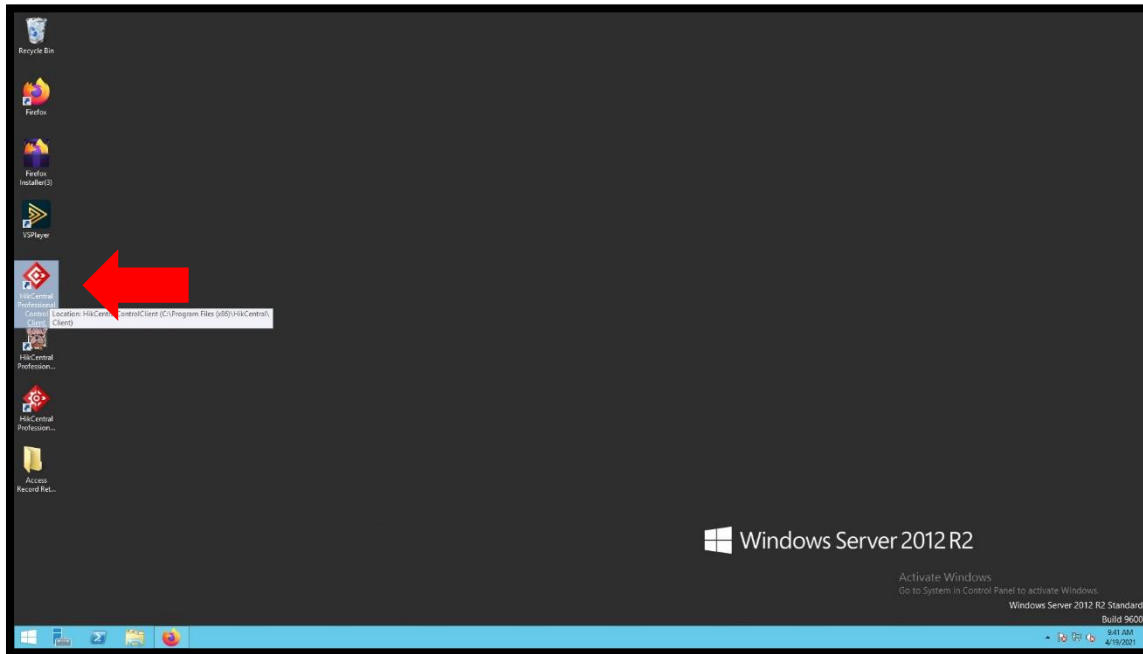 Recycle Bin
Firefox
Firefox
Installer(3)
VSPlayer
HikCentral
Professional
Control
Client
Location: HikCentral ControlClient (C:\Program Files (x86)\HikCentral\
Client)
HikCentral
Profession...
HikCentral
Profession...
Access
Record Ret...
Windows Server 2012 R2
Activate Windows
Go to System in Control Panel to activate Windows.
Windows Server 2012 R2 Standard
Build 9600
9:41 AM
4/19/2021